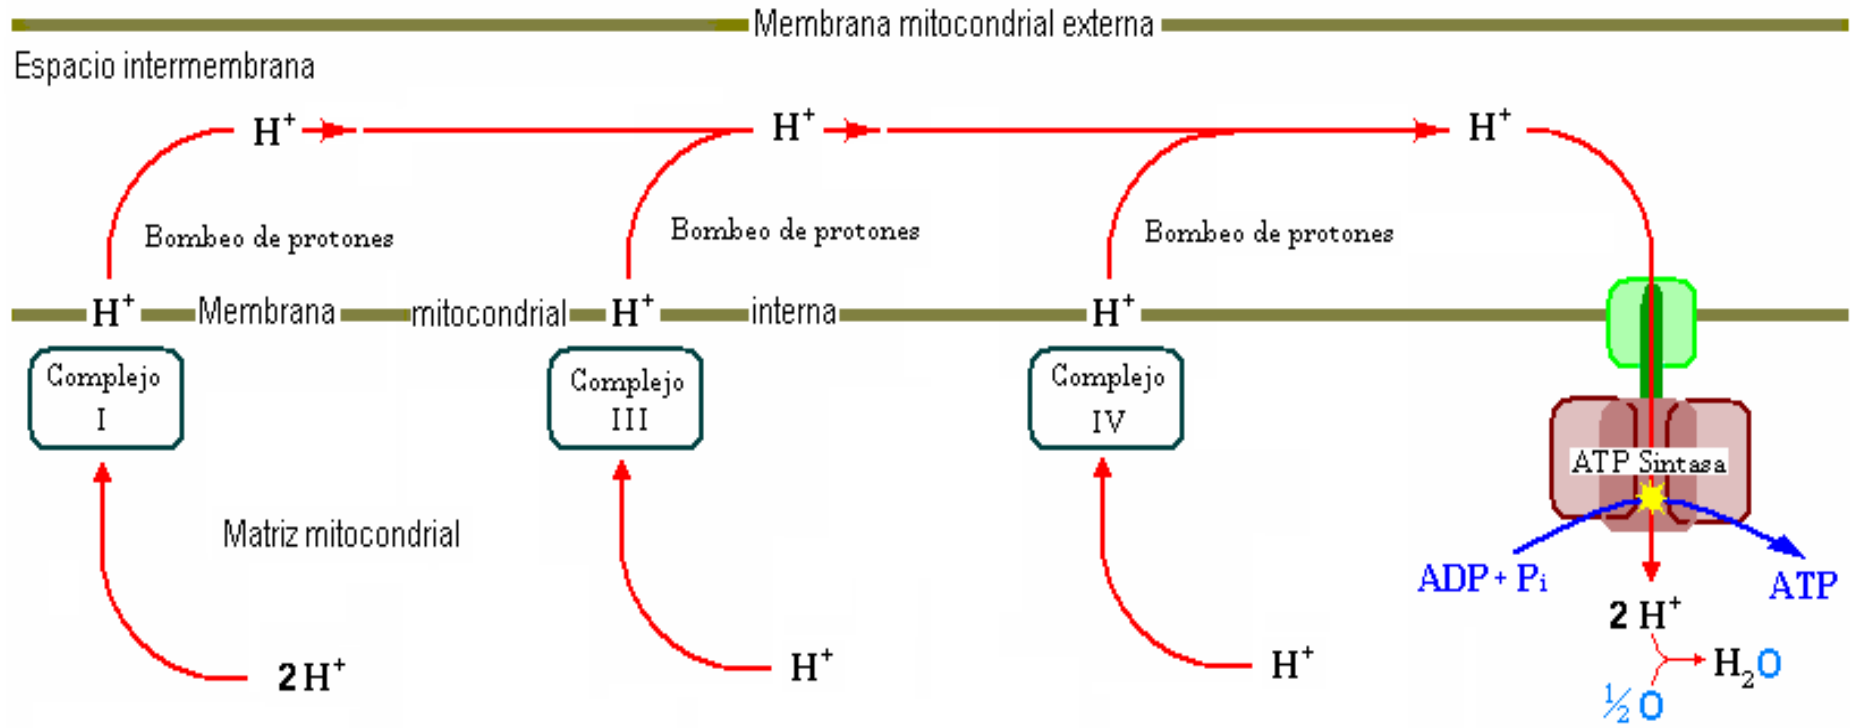 Membrana mitocondrial externa
Espacio intermembrana
H⁺ H⁺ H⁺
Bombeo de protones Bombeo de protones Bombeo de protones
H⁺ Membrana mitocondrial H⁺ interna H⁺
Complejo
I
Complejo
III
Complejo
IV
ATP Sintasa
Matriz mitocondrial
ADP + Pᵢ ATP
2 H⁺
2 H⁺ H⁺ H⁺
H₂O
½ O